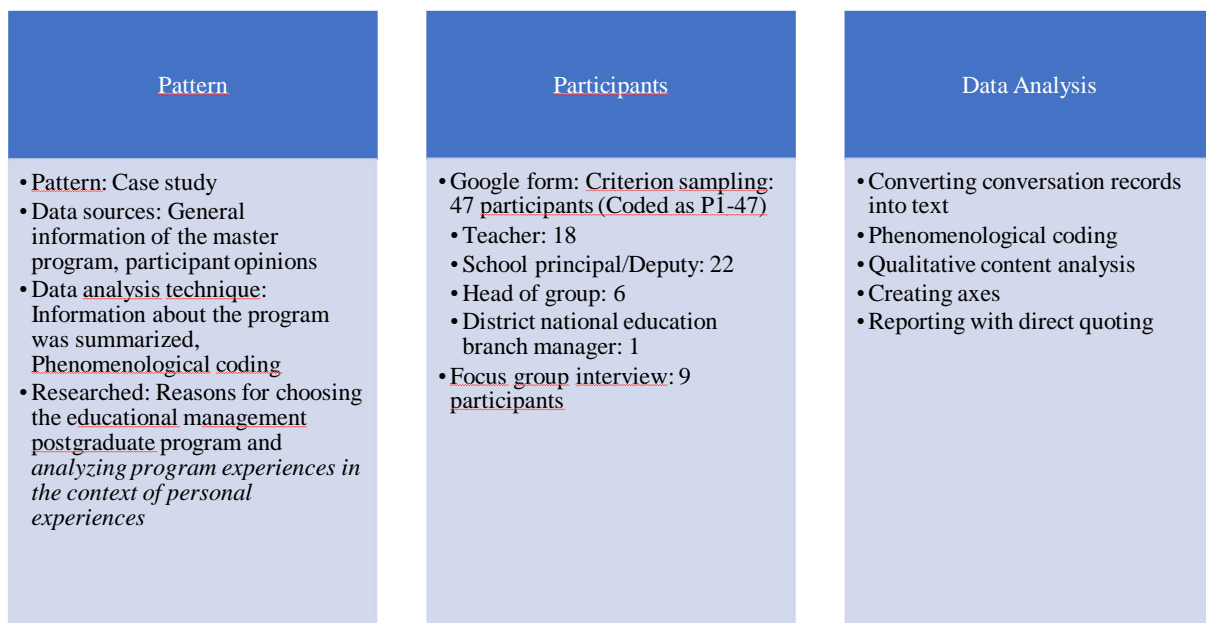 Pattern
• Pattern: Case study
• Data sources: General
information of the master
program, participant opinions
• Data analysis technique:
Information about the program
was summarized,
Phenomenological coding
• Researched: Reasons for choosing
the educational management
postgraduate program and
analyzing program experiences in
the context of personal
experiences
Participants
• Google form: Criterion sampling:
47 participants (Coded as P1-47)
• Teacher: 18
• School principal/Deputy: 22
• Head of group: 6
• District national education
branch manager: 1
• Focus group interview: 9
participants
Data Analysis
• Converting conversation records
into text
• Phenomenological coding
• Qualitative content analysis
• Creating axes
• Reporting with direct quoting